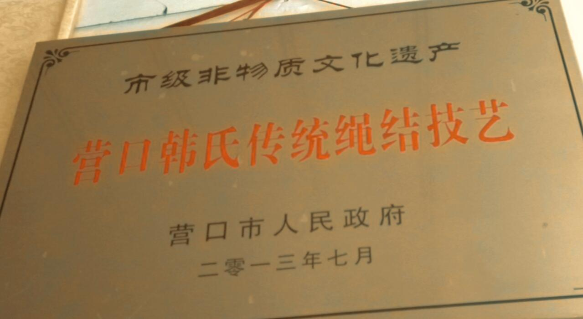 市级非物质文化遗产
营口韩氏传统绳结技艺
营口市人民政府
二零一三年七月